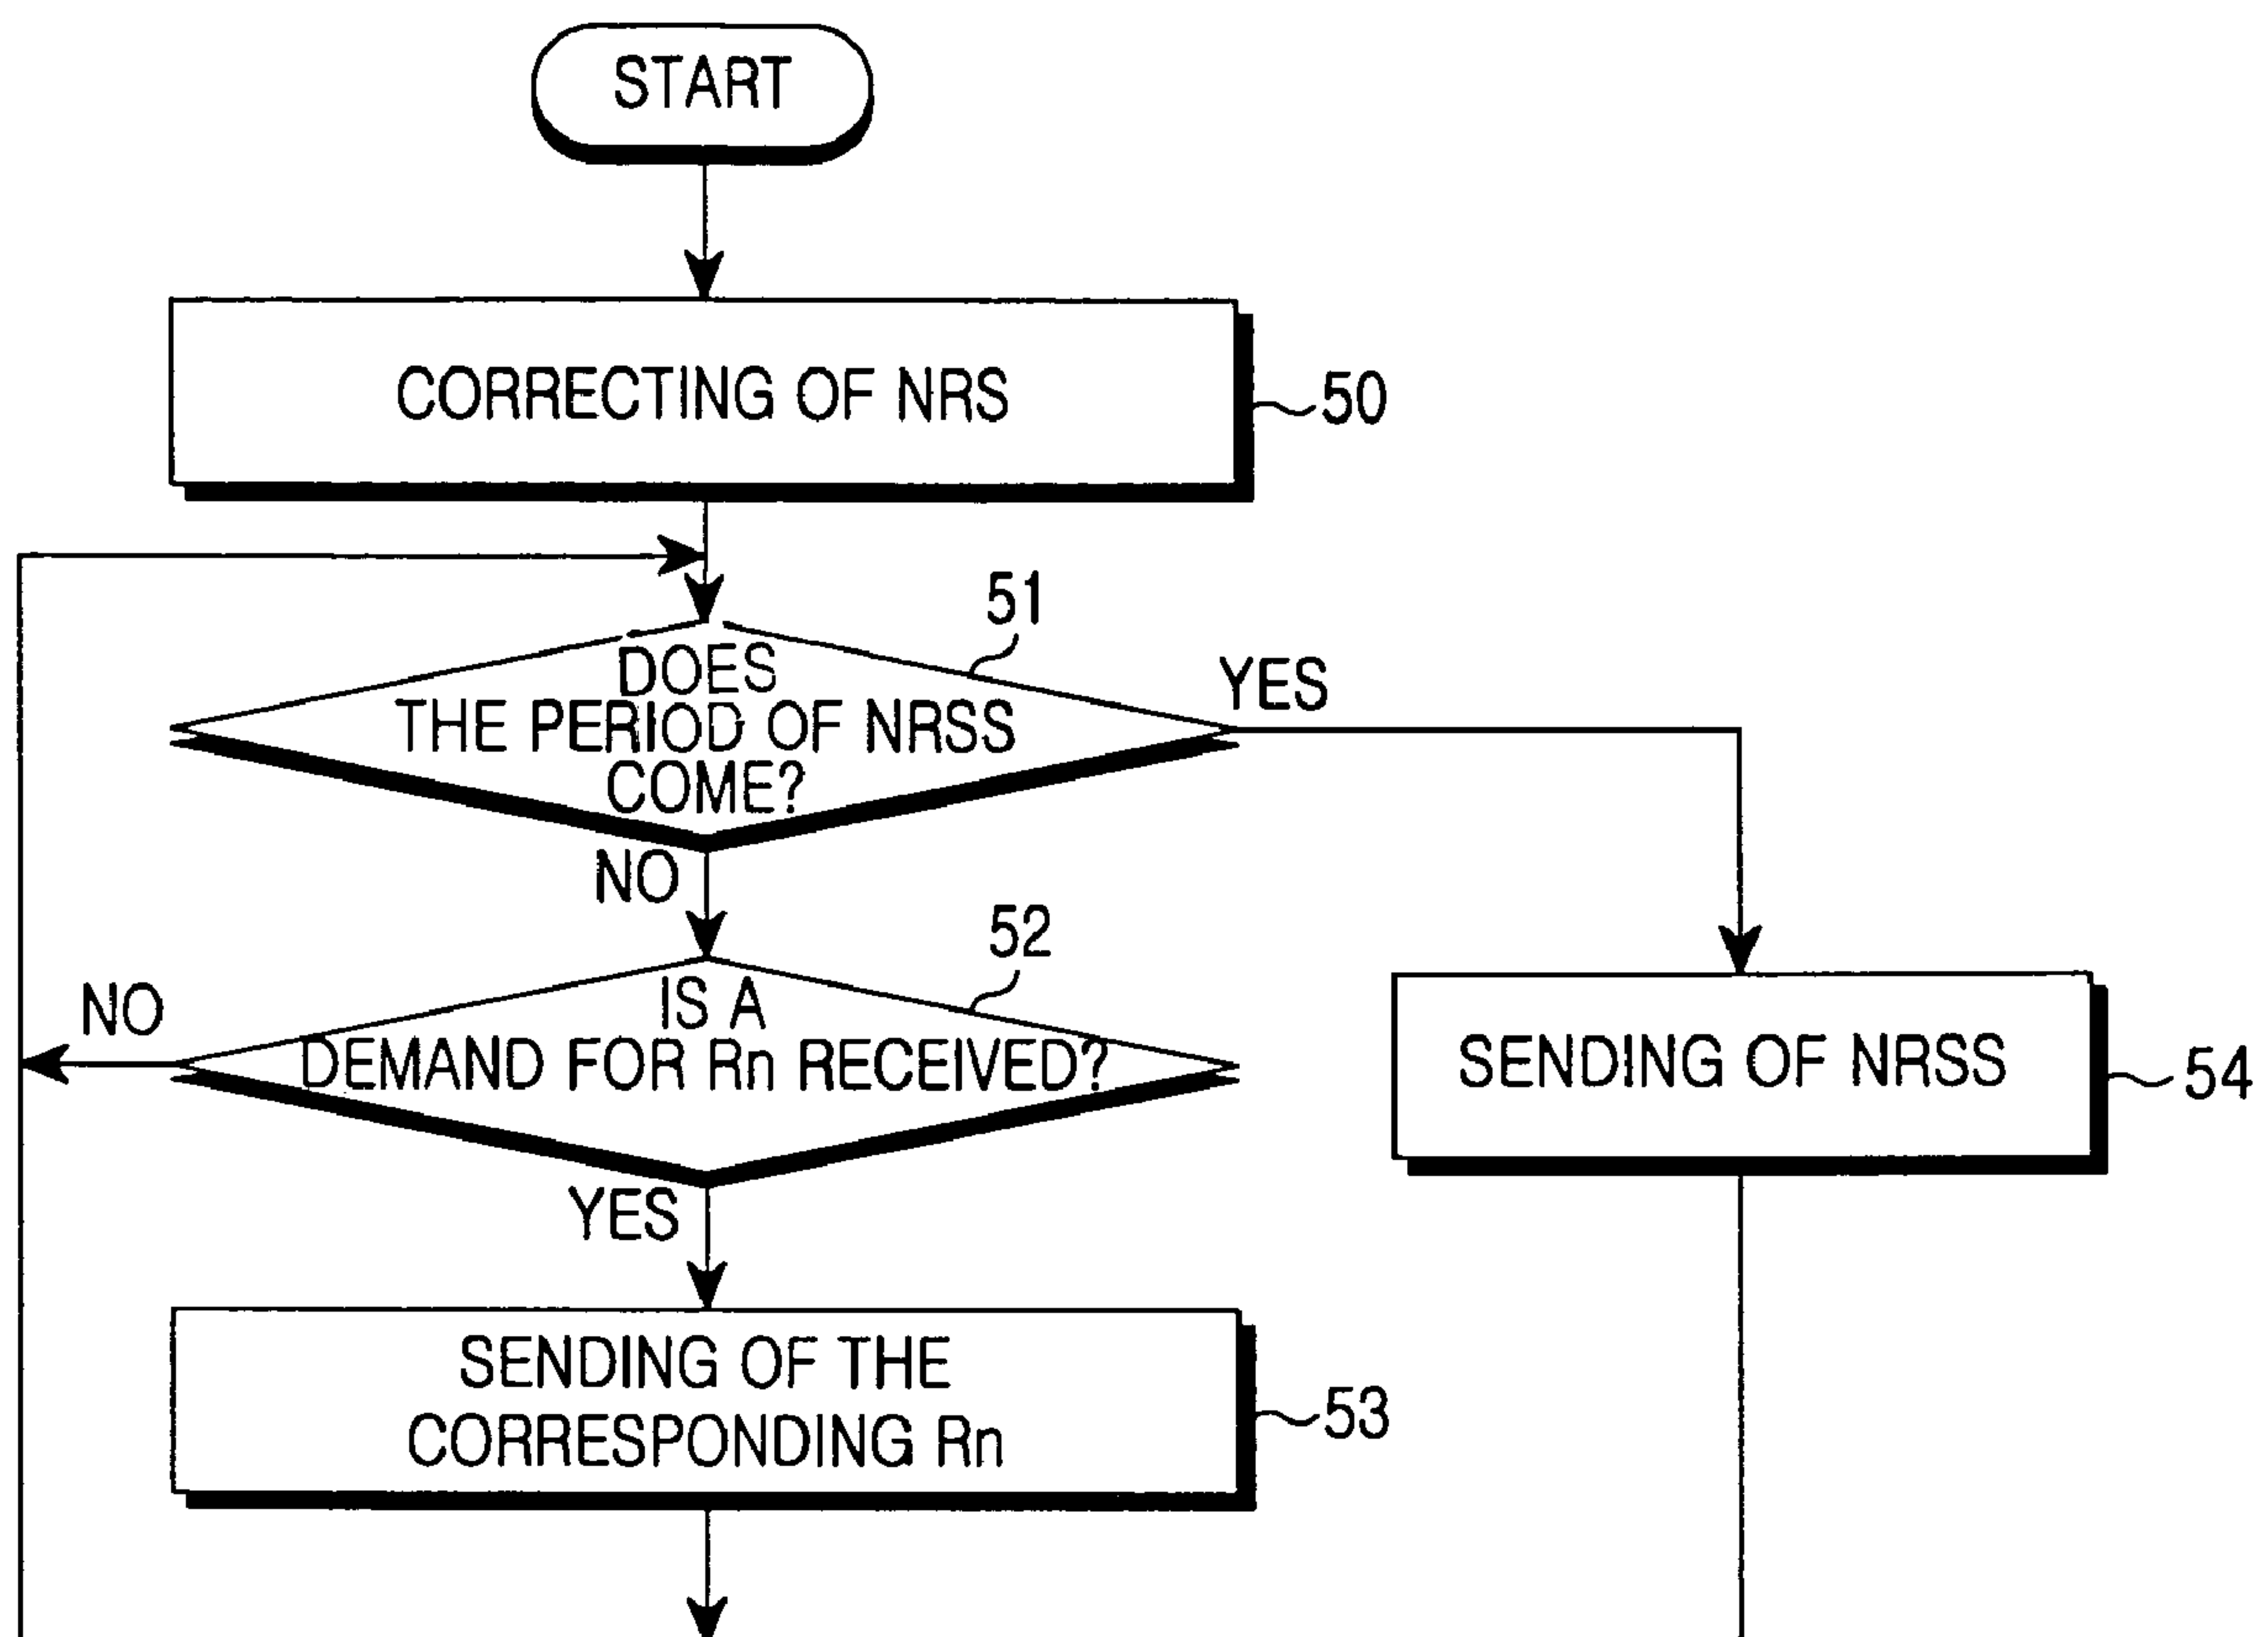 START
CORRECTING OF NRS
50
51
DOES
THE PERIOD OF NRSS
COME?
YES
NO
52
IS A
DEMAND FOR Rn RECEIVED?
NO
YES
SENDING OF NRSS
54
SENDING OF THE
CORRESPONDING Rn
53